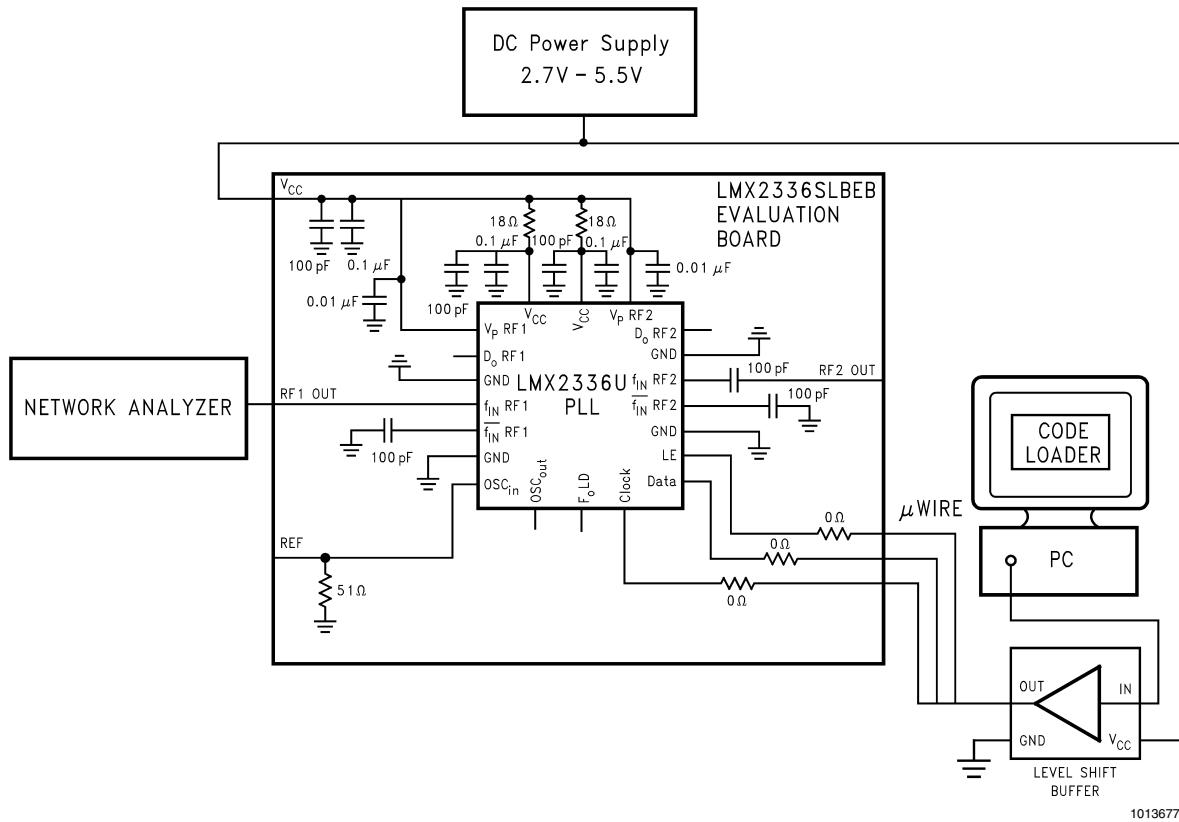 DC Power Supply
2.7V – 5.5V
LMX2336SLBEB
EVALUATION
BOARD
VCC
18Ω
18Ω
0.1 µF
100 pF
0.1 µF
100 pF
0.1 µF
0.01 µF
0.01 µF
100 pF
VCC
VCC
VP RF2
VP RF1
Do RF2
Do RF1
GND
GND
LMX2336U
PLL
fIN RF2
100 pF
RF2 OUT
NETWORK ANALYZER
RF1 OUT
fIN RF1
fIN RF2
100 pF
fIN RF1
100 pF
GND
GND
LE
OSCin
OSCout
FoLD
Clock
Data
µWIRE
CODE
LOADER
0Ω
0Ω
0Ω
PC
REF
51Ω
OUT
IN
GND
VCC
LEVEL SHIFT
BUFFER
1013677